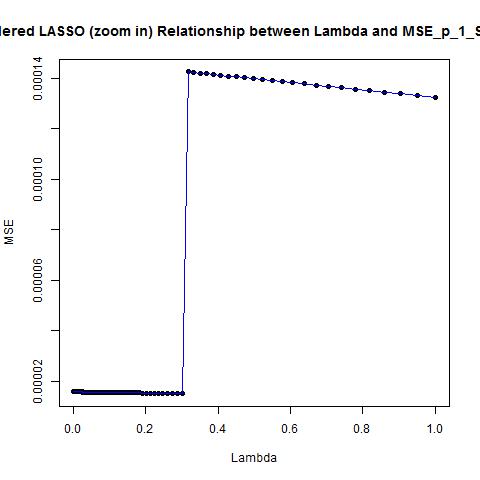 dered LASSO (zoom in) Relationship between Lambda and MSE_p_1_S
0.00014
0.00010
0.00006
0.00002
MSE
0.0 0.2 0.4 0.6 0.8 1.0
Lambda